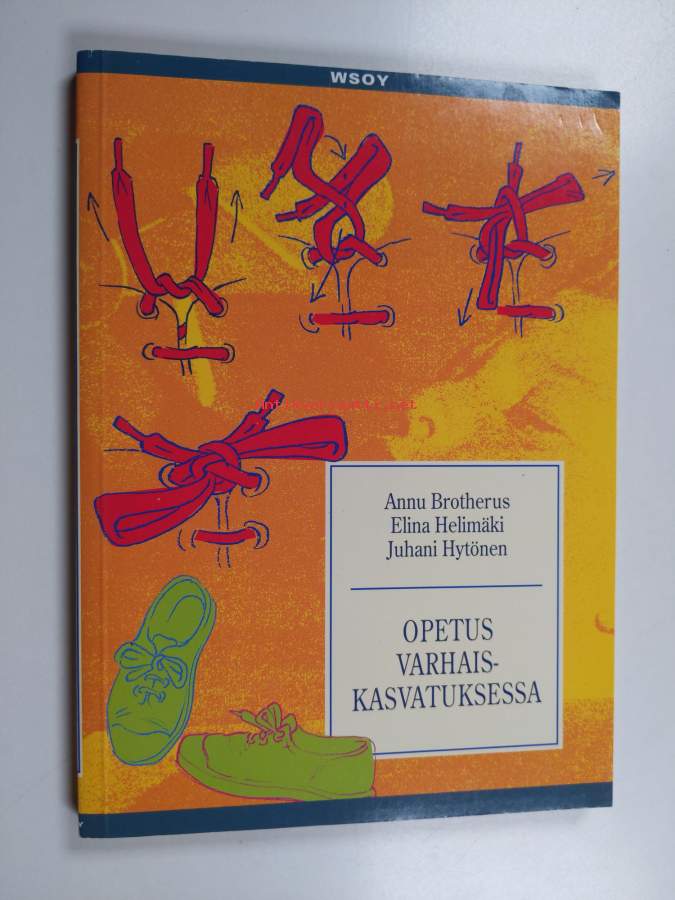 WSOY
Annu Brotherus
Elina Helimäki
Juhani Hytönen
OPETUS
VARHAIS-
KASVATUKSESSA